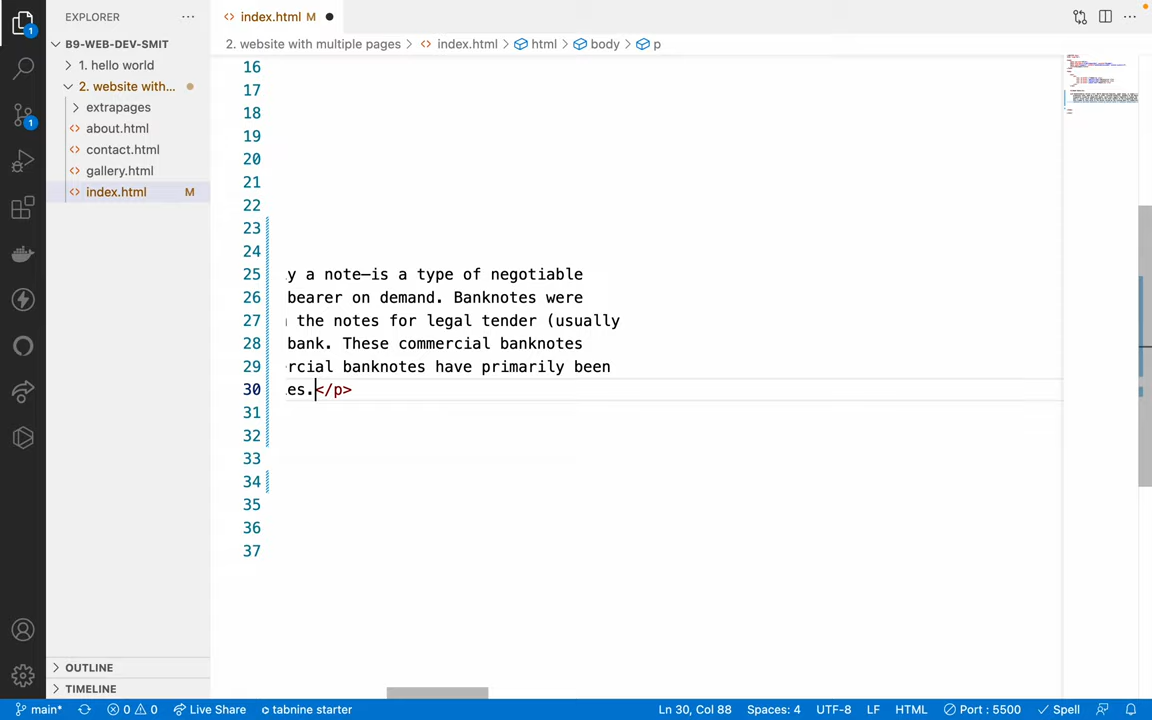 EXPLORER
index.html M
B9-WEB-DEV-SMIT
2. website with multiple pages > index.html > html > body > p
1. hello world
2. website with...
extrapages
about.html
contact.html
gallery.html
index.html M
16
17
18
19
20
21
22
23
24
25 y a note—is a type of negotiable
26 bearer on demand. Banknotes were
27 the notes for legal tender (usually
28 bank. These commercial banknotes
29 rcial banknotes have primarily been
30 es.</p>
31
32
33
34
35
36
37
1
1
OUTLINE
TIMELINE
main* 0 0 Live Share tabnine starter Ln 30, Col 88 Spaces: 4 UTF-8 LF HTML Port : 5500 Spell